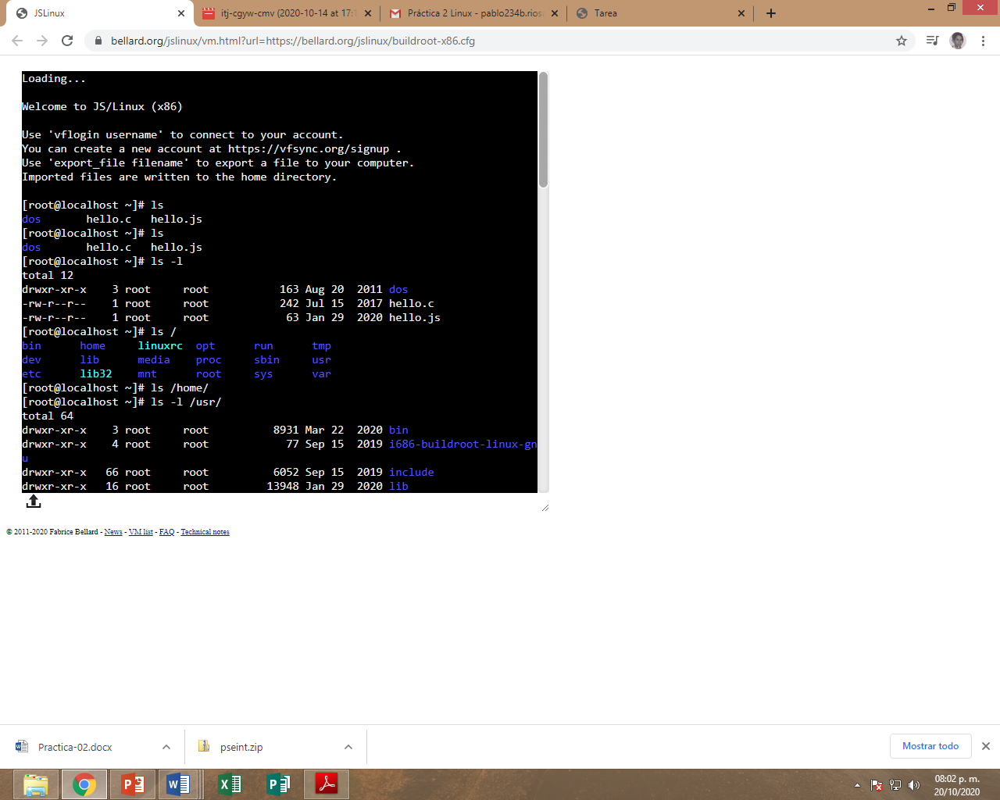 JSLinux
itj-cgyw-cmv (2020-10-14 at 17:1
Práctica 2 Linux - pablo234b.rios
Tarea
bellard.org/jslinux/vm.html?url=https://bellard.org/jslinux/buildroot-x86.cfg
Loading...
Welcome to JS/Linux (x86)
Use 'vflogin username' to connect to your account.
You can create a new account at https://vfsync.org/signup .
Use 'export_file filename' to export a file to your computer.
Imported files are written to the home directory.
[root@localhost ~]# ls
dos       hello.c   hello.js
[root@localhost ~]# ls
dos       hello.c   hello.js
[root@localhost ~]# ls -l
total 12
drwxr-xr-x    3 root     root           163 Aug 20  2011 dos
-rw-r--r--    1 root     root           242 Jul 15  2017 hello.c
-rw-r--r--    1 root     root            63 Jan 29  2020 hello.js
[root@localhost ~]# ls /
bin      home     linuxrc  opt      run      tmp
dev      lib      media    proc     sbin     usr
etc      lib32    mnt      root     sys      var
[root@localhost ~]# ls /home/
[root@localhost ~]# ls -l /usr/
total 64
drwxr-xr-x    3 root     root          8931 Mar 22  2020 bin
drwxr-xr-x    4 root     root            77 Sep 15  2019 i686-buildroot-linux-gn
u
drwxr-xr-x   66 root     root          6052 Sep 15  2019 include
drwxr-xr-x   16 root     root         13948 Jan 29  2020 lib
© 2011-2020 Fabrice Bellard - News - VM list - FAQ - Technical notes
Practica-02.docx
pseint.zip
Mostrar todo
08:02 p. m.
20/10/2020